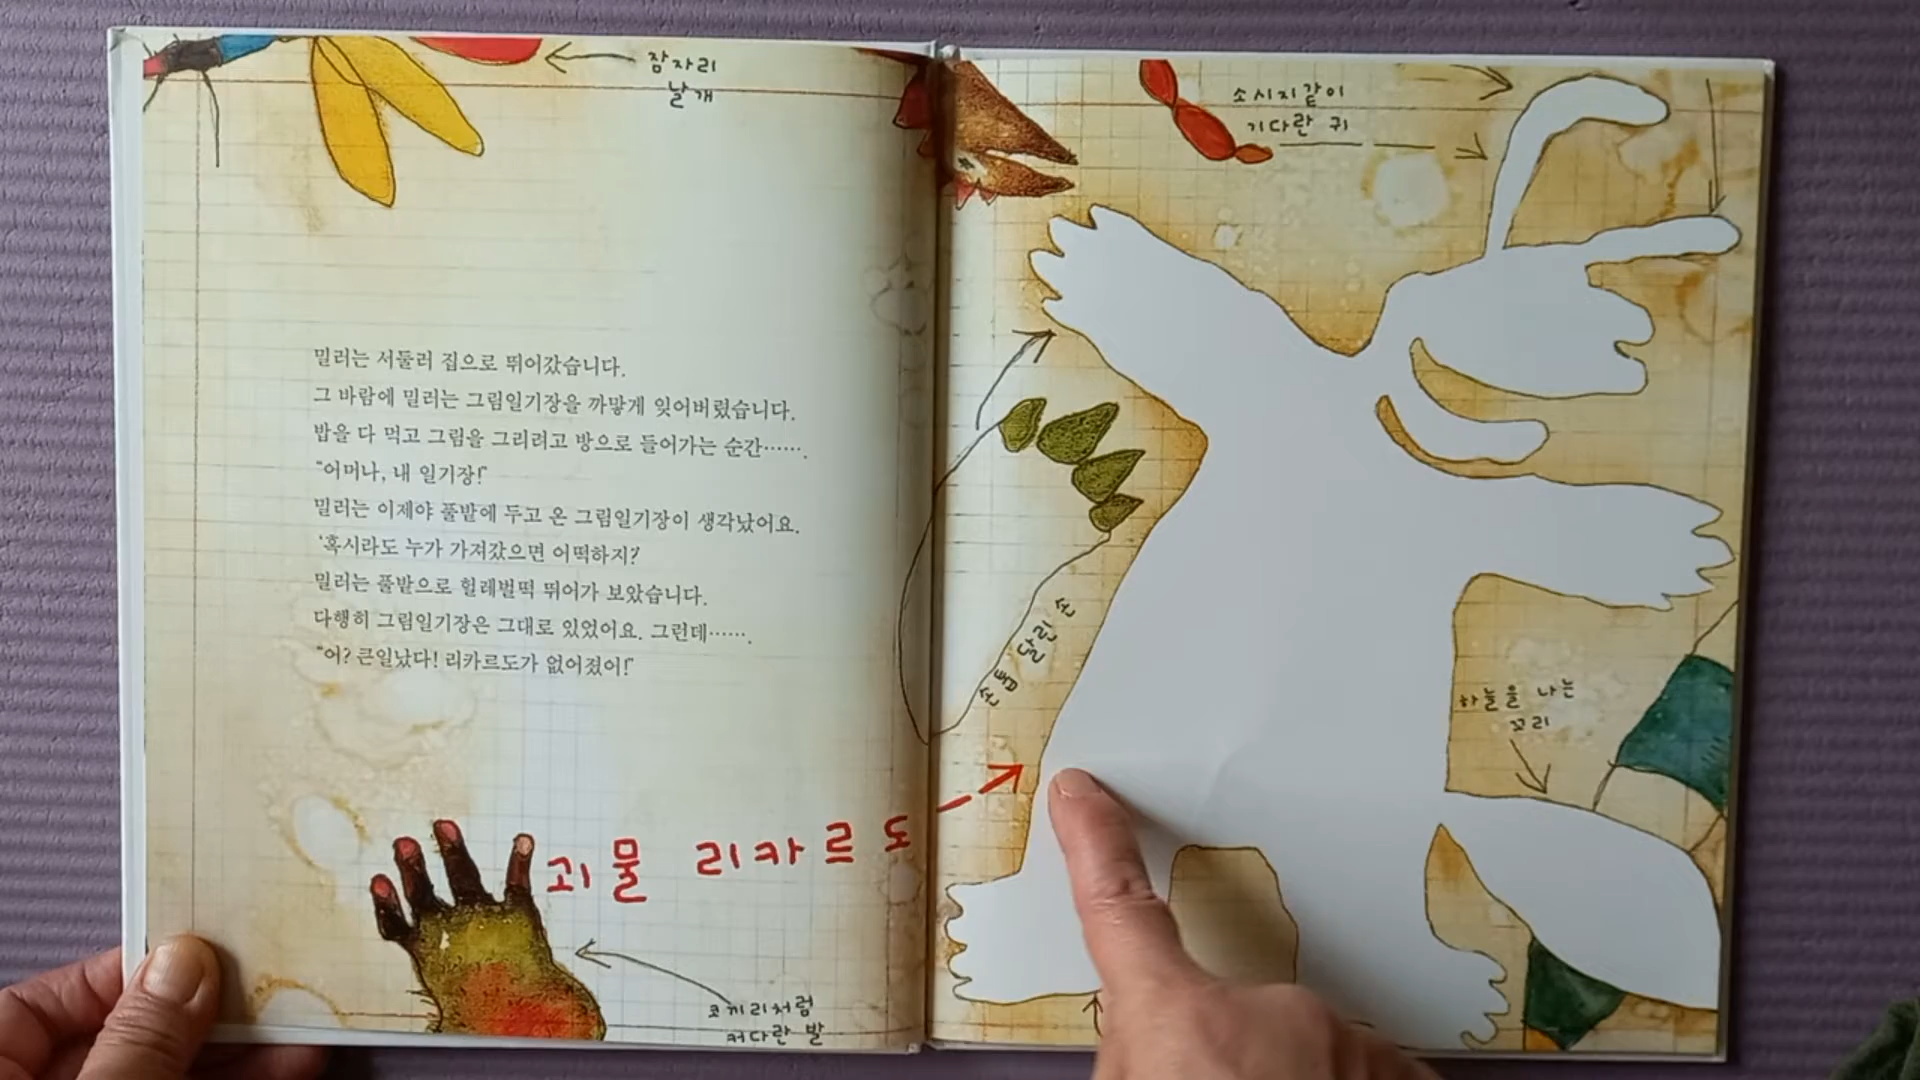 잠자리
날개
밀러는 서둘러 집으로 뛰어갔습니다.
그 바람에 밀러는 그림일기장을 까맣게 잊어버렸습니다.
밥을 다 먹고 그림을 그리려고 방으로 들어가는 순간…….
“어머나, 내 일기장!”
밀러는 이제야 풀밭에 두고 온 그림일기장이 생각났어요.
‘혹시라도 누가 가져갔으면 어떡하지?
밀러는 풀밭으로 헐레벌떡 뛰어가 보았습니다.
다행히 그림일기장은 그대로 있었어요. 그런데…….
“어? 큰일났다! 리카르도가 없어졌어!”
괴물 리카르도
코끼리처럼
커다란 발
소시지같이
기다란 귀
손톱 달린 손
하늘을 나는
꼬리